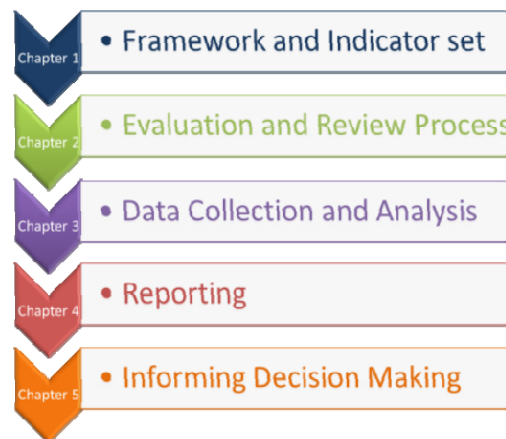 Chapter 1
• Framework and Indicator set
Chapter 2
• Evaluation and Review Process
Chapter 3
• Data Collection and Analysis
Chapter 4
• Reporting
Chapter 5
• Informing Decision Making